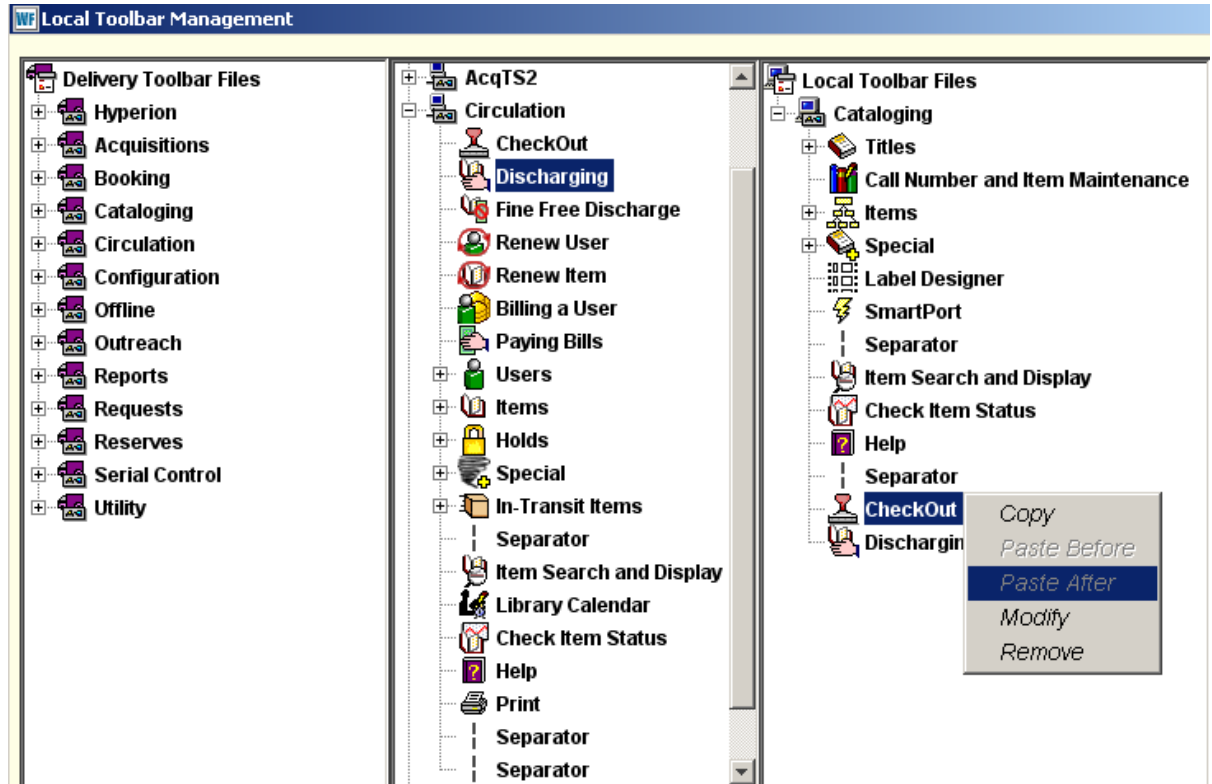 WF Local Toolbar Management
Delivery Toolbar Files
Hyperion
Acquisitions
Booking
Cataloging
Circulation
Configuration
Offline
Outreach
Reports
Requests
Reserves
Serial Control
Utility
AcqTS2
Circulation
CheckOut
Discharging
Fine Free Discharge
Renew User
Renew Item
Billing a User
Paying Bills
Users
Items
Holds
Special
In-Transit Items
Separator
Item Search and Display
Library Calendar
Check Item Status
Help
Print
Separator
Separator
Local Toolbar Files
Cataloging
Titles
Call Number and Item Maintenance
Items
Special
Label Designer
SmartPort
Separator
Item Search and Display
Check Item Status
Help
Separator
CheckOut
Dischargin
Copy
Paste Before
Paste After
Modify
Remove